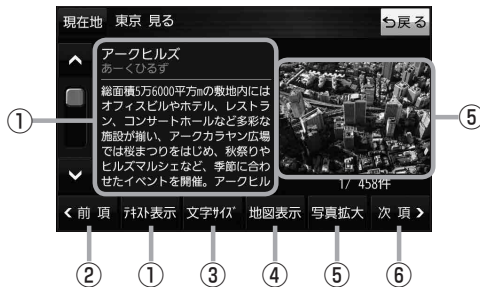 現在地 東京 見る
戻る
アークヒルズ
あーくひるず
総面積5万6000平方mの敷地内には
オフィスビルやホテル、レストラ
ン、コンサートホールなど多彩な
施設が揃い、アークカラヤン広場
では桜まつりをはじめ、秋祭りや
ヒルズマルシェなど、季節に合わ
せたイベントを開催。アークヒル
1/ 458件
前 項 ﾃｷｽﾄ表示 文字ｻｲｽﾞ 地図表示 写真拡大 次 項
① ⑤
② ① ③ ④ ⑤ ⑥